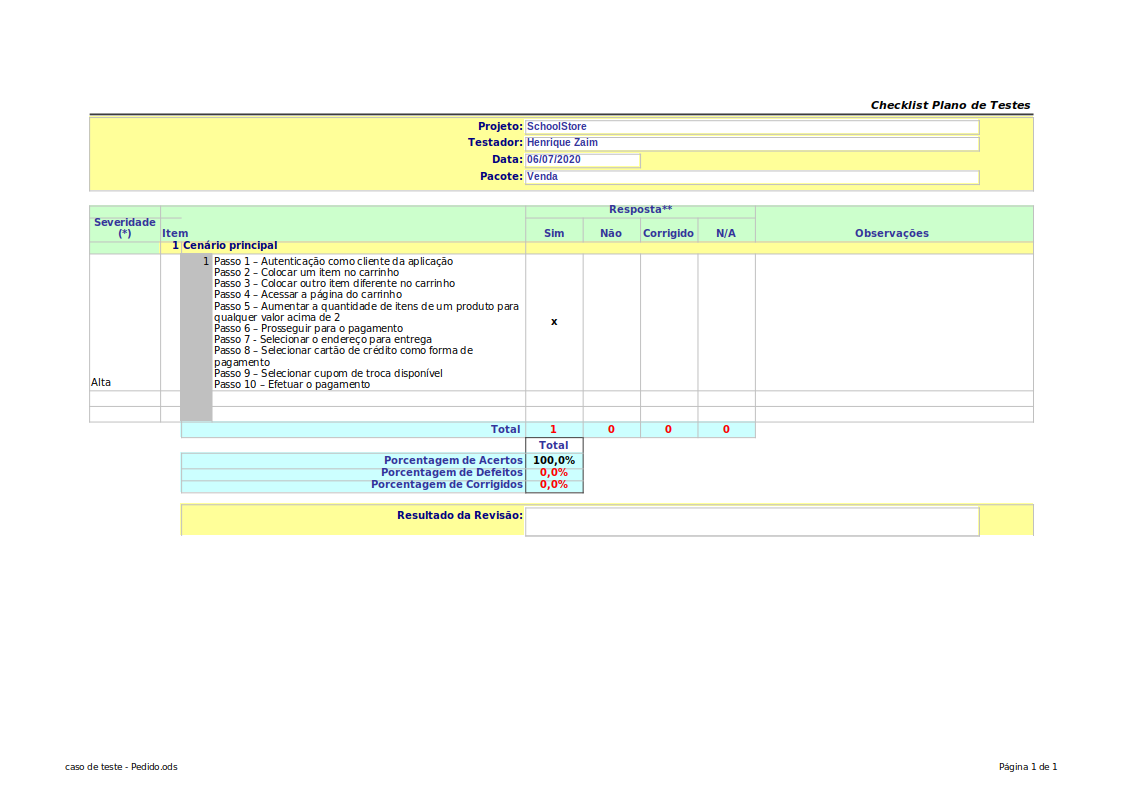 Checklist Plano de Testes
Projeto: SchoolStore
Testador: Henrique Zaim
Data: 06/07/2020
Pacote: Venda
Resposta**
Severidade
(*) Item Sim Não Corrigido N/A Observações
1 Cenário principal
1 Passo 1 – Autenticação como cliente da aplicação
Passo 2 – Colocar um item no carrinho
Passo 3 – Colocar outro item diferente no carrinho
Passo 4 – Acessar a página do carrinho
Passo 5 – Aumentar a quantidade de itens de um produto para
qualquer valor acima de 2
x
Passo 6 – Prosseguir para o pagamento
Passo 7 - Selecionar o endereço para entrega
Passo 8 – Selecionar cartão de crédito como forma de
pagamento
Passo 9 – Selecionar cupom de troca disponível
Alta Passo 10 – Efetuar o pagamento
Total 1 0 0 0
Total
Porcentagem de Acertos 100,0%
Porcentagem de Defeitos 0,0%
Porcentagem de Corrigidos 0,0%
Resultado da Revisão:
caso de teste - Pedido.ods Página 1 de 1